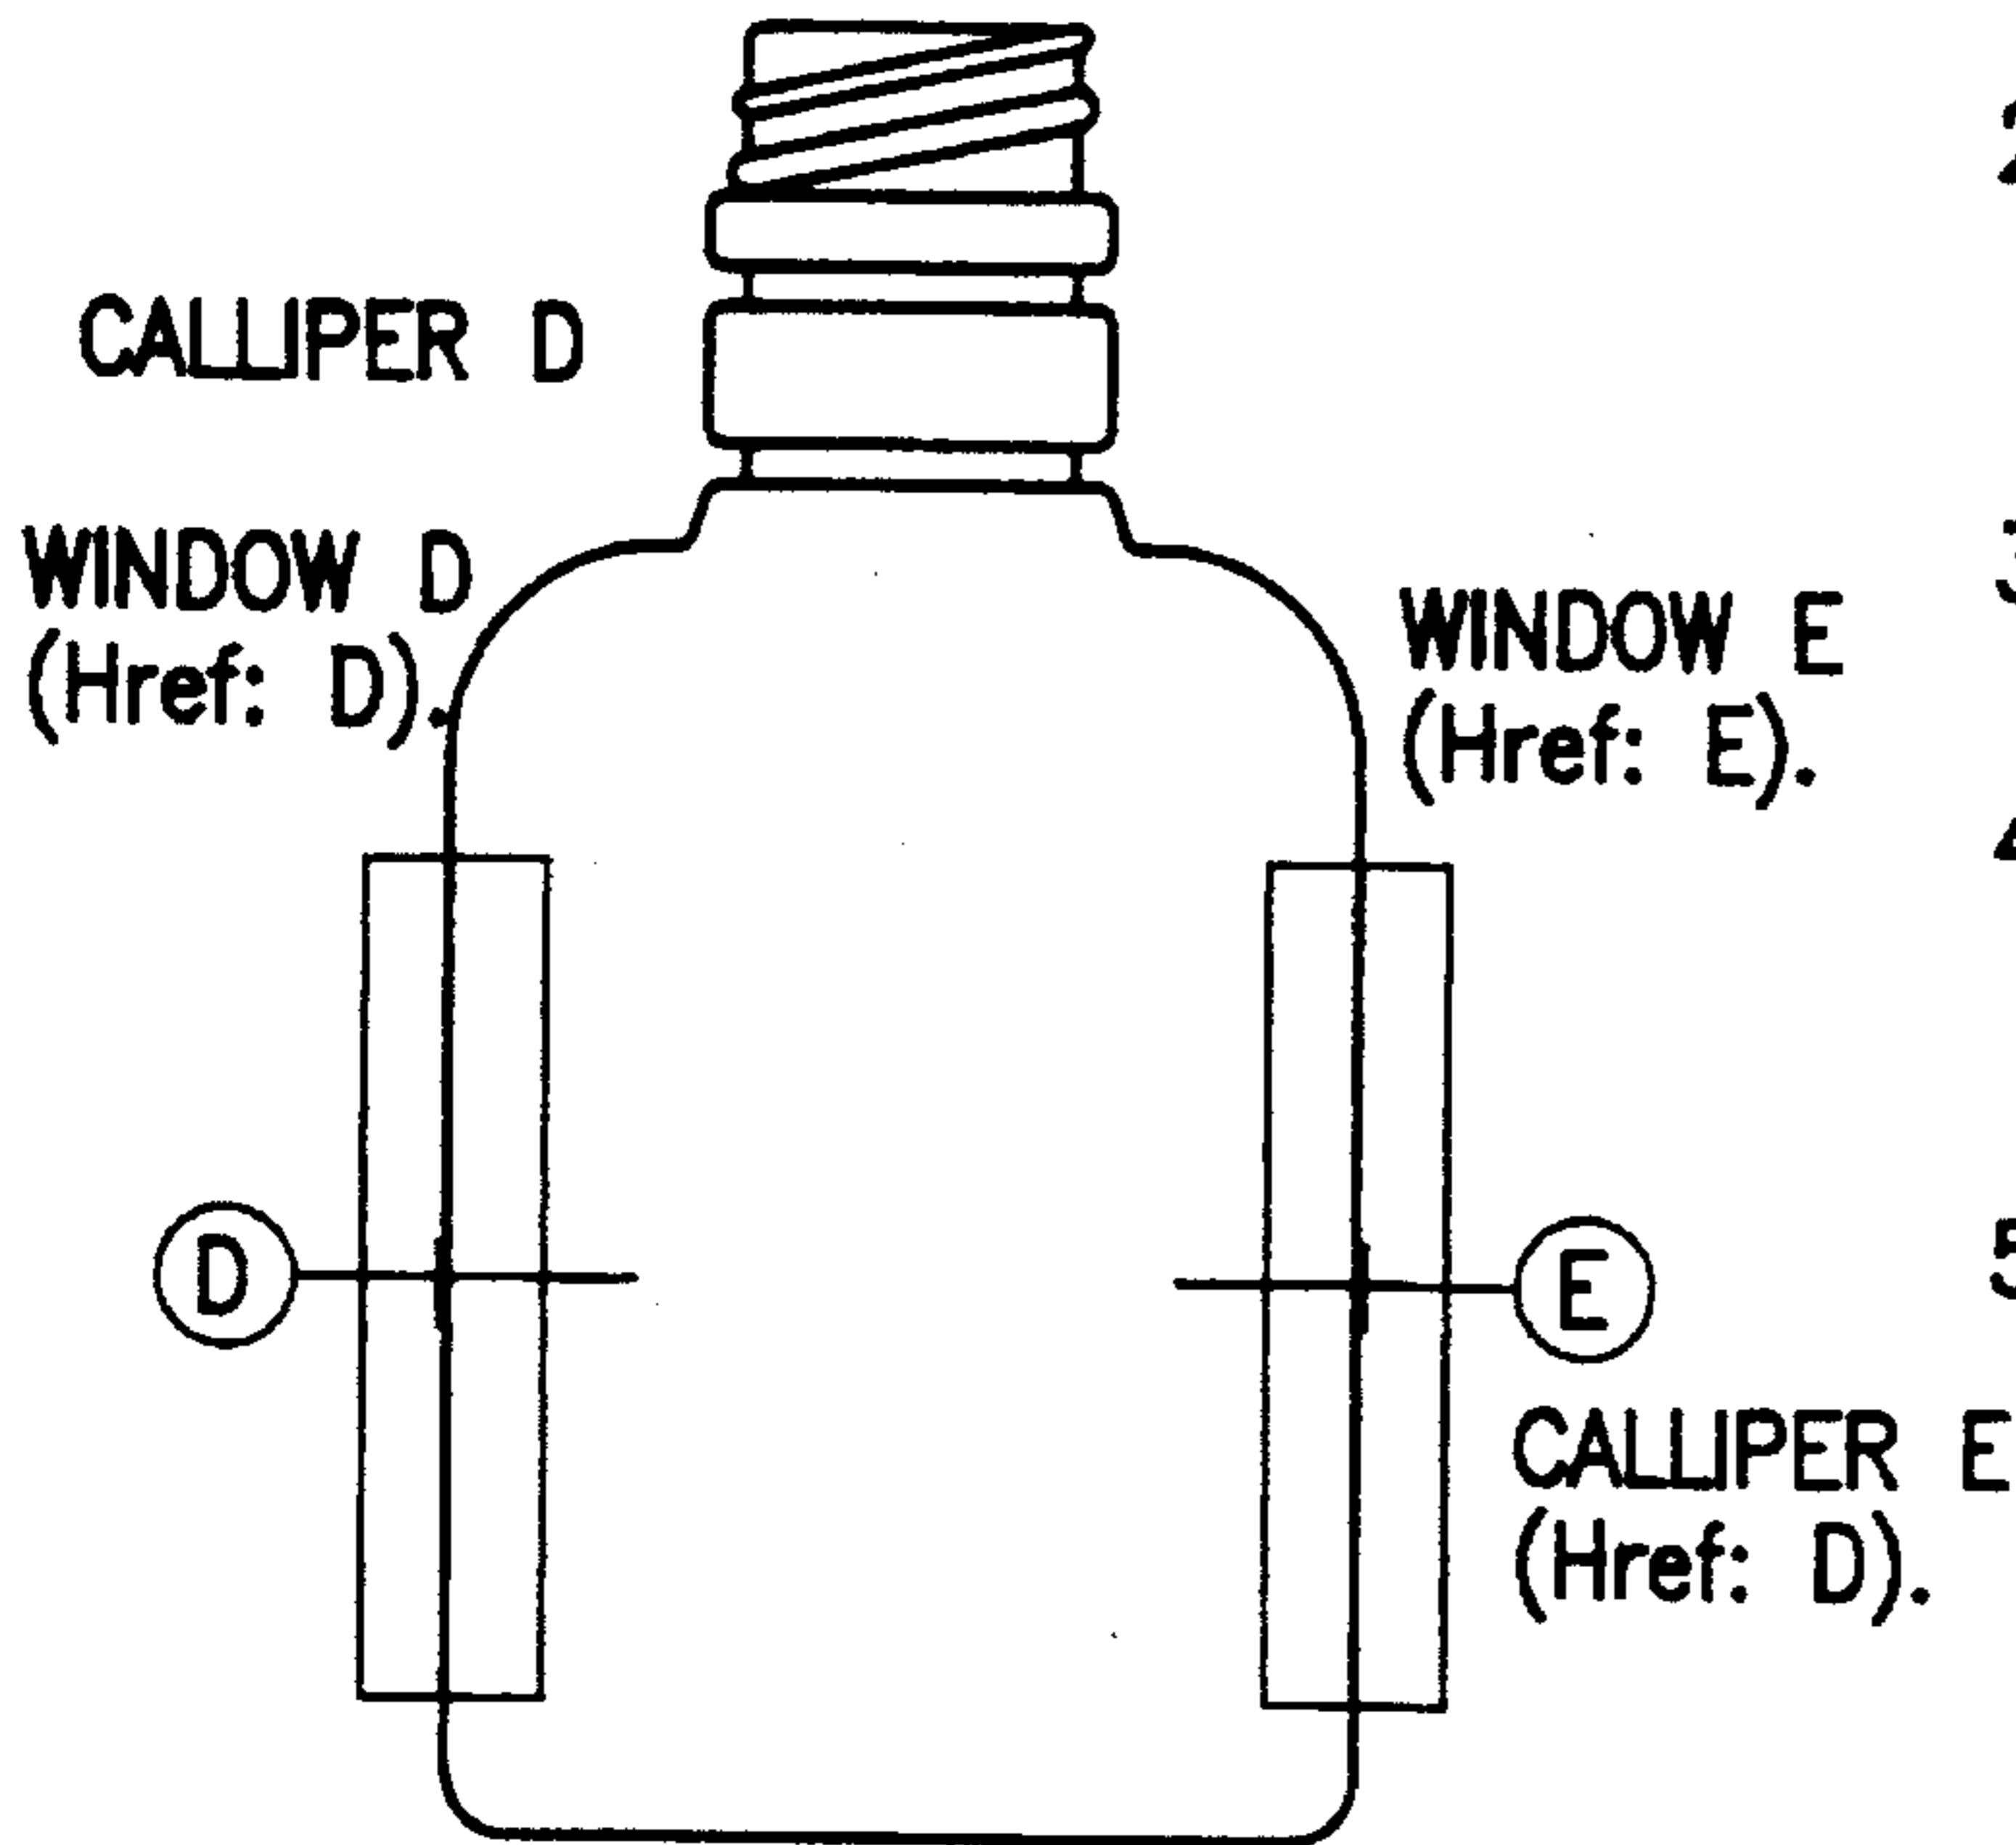 CALLIPER D
WINDOW D
(Href: D).
WINDOW E
(Href: E).
D
E
CALLIPER E
(Href: D).